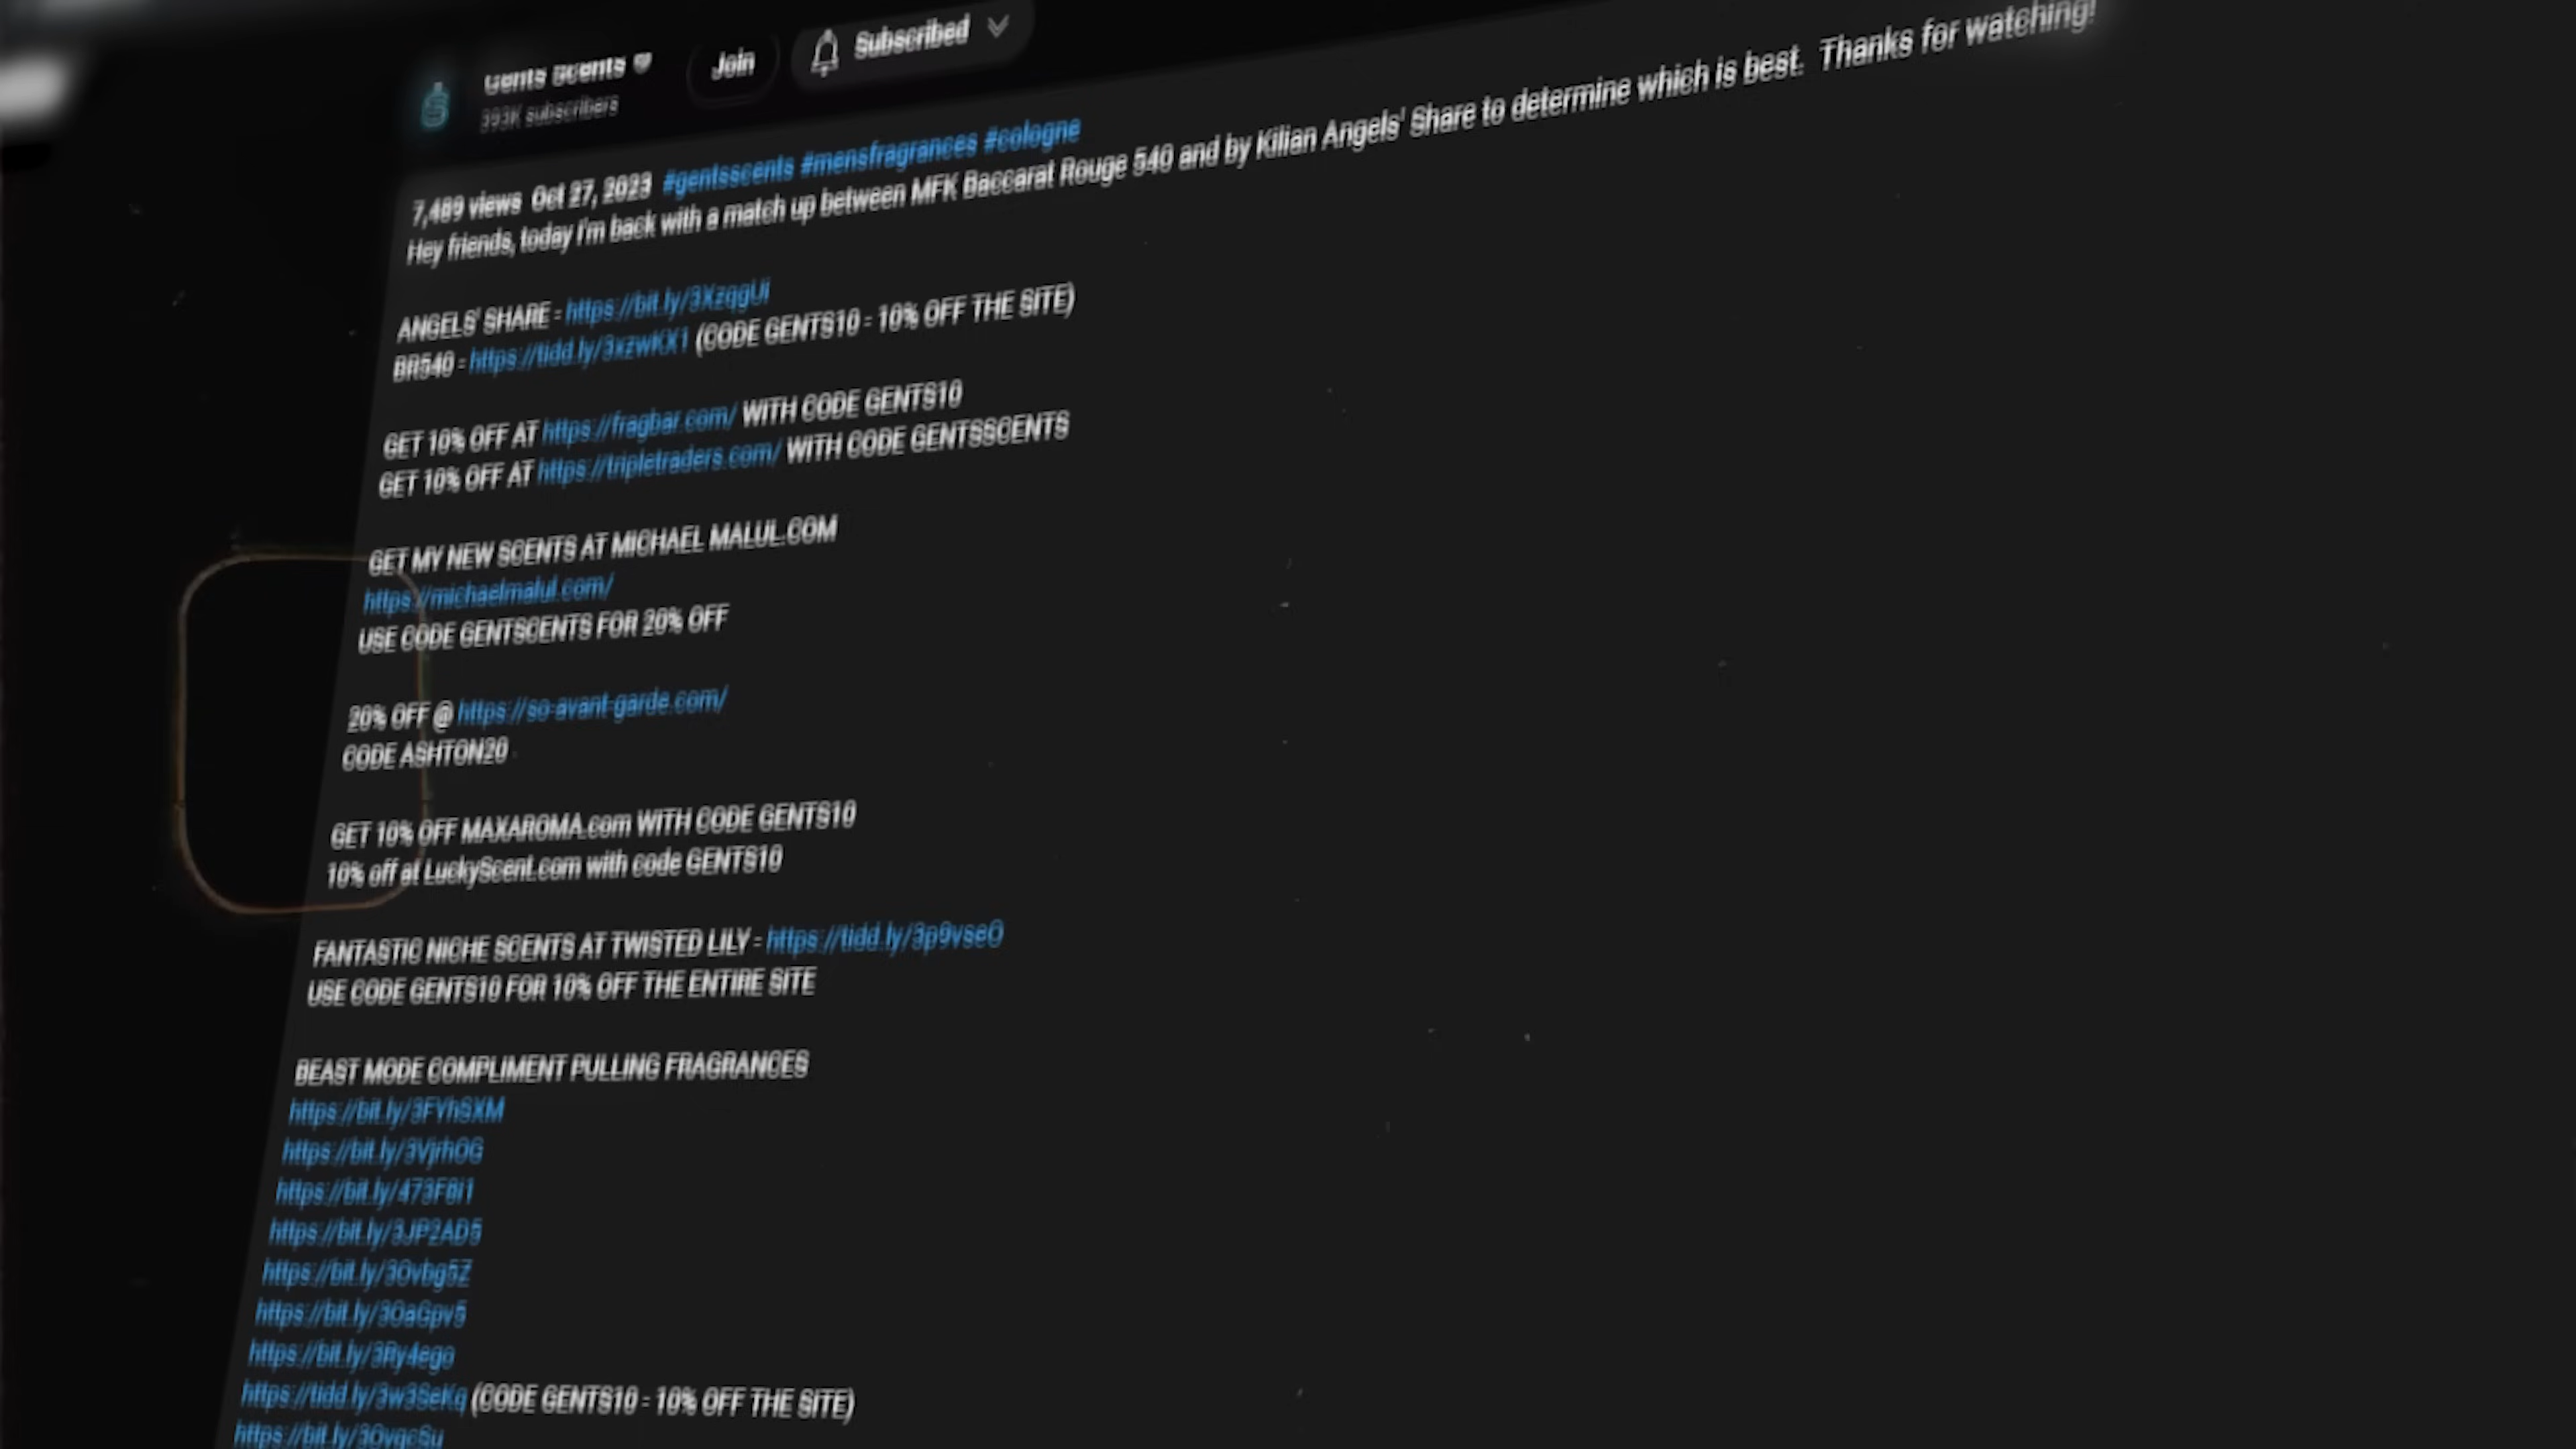 Gents Scents
Join
Subscribed
393K subscribers
7,489 views Oct 27, 2023 #gentsscents #mensfragrances #cologne
Hey friends, today I'm back with a match up between MFK Baccarat Rouge 540 and by Kilian Angels' Share to determine which is best. Thanks for watching!
ANGELS' SHARE - https://bit.ly/3XzqgUi
BR540 - https://tidd.ly/3xzwKX1 (CODE GENTS10 = 10% OFF THE SITE)
GET 10% OFF AT https://fragbar.com/ WITH CODE GENTS10
GET 10% OFF AT https://tripletraders.com/ WITH CODE GENTSSCENTS
GET MY NEW SCENTS AT MICHAEL MALUL.COM
https://michaelmalul.com/
USE CODE GENTSCENTS FOR 20% OFF
20% OFF @ https://so-avant-garde.com/
CODE ASHTON20
GET 10% OFF MAXAROMA.com WITH CODE GENTS10
10% off at LuckyScent.com with code GENTS10
FANTASTIC NICHE SCENTS AT TWISTED LILY - https://tidd.ly/3p9vseO
USE CODE GENTS10 FOR 10% OFF THE ENTIRE SITE
BEAST MODE COMPLIMENT PULLING FRAGRANCES
https://bit.ly/3FYhSXM
https://bit.ly/3VjrhOG
https://bit.ly/473F8i1
https://bit.ly/3JP2AD5
https://bit.ly/3Ovbg5Z
https://bit.ly/3OaGpv5
https://bit.ly/3Ry4ego
https://tidd.ly/3w3SeKq (CODE GENTS10 = 10% OFF THE SITE)